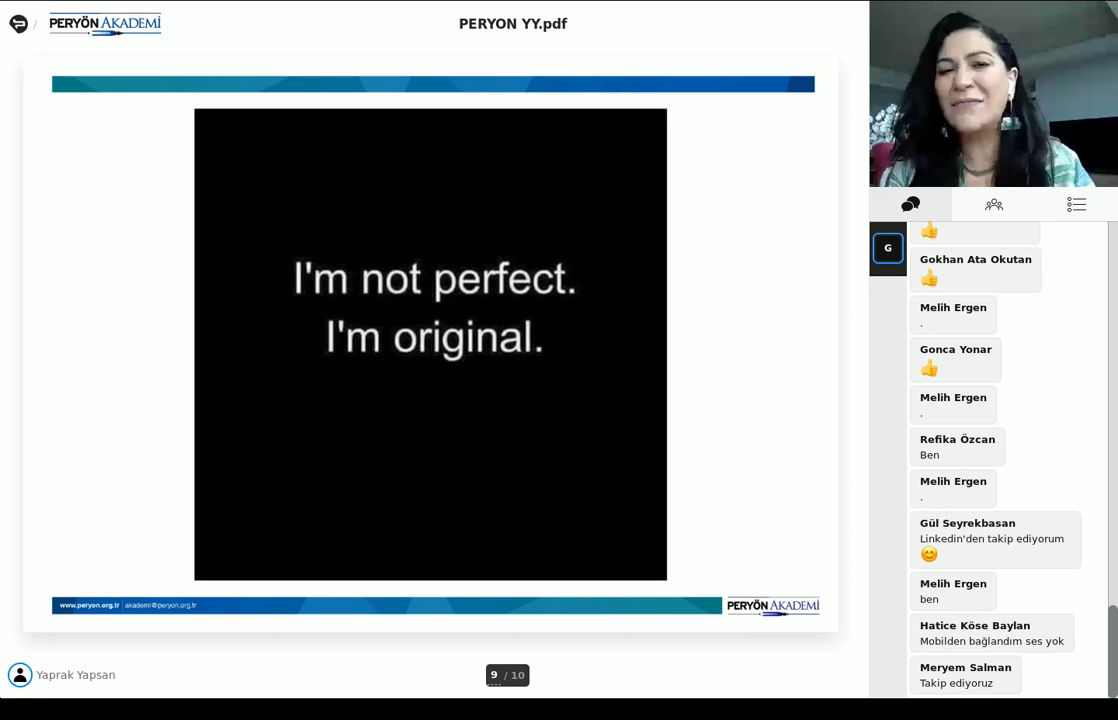 PERYÖN AKADEMİ
PERYON YY.pdf
I'm not perfect.
I'm original.
www.peryon.org.tr | akademi@peryon.org.tr
PERYÖN AKADEMİ
Yaprak Yapsan
9 / 10
G
Gokhan Ata Okutan
Melih Ergen
.
Gonca Yonar
Melih Ergen
.
Refika Özcan
Ben
Melih Ergen
.
Gül Seyrekbasan
Linkedin'den takip ediyorum
Melih Ergen
ben
Hatice Köse Baylan
Mobilden bağlandım ses yok
Meryem Salman
Takip ediyoruz